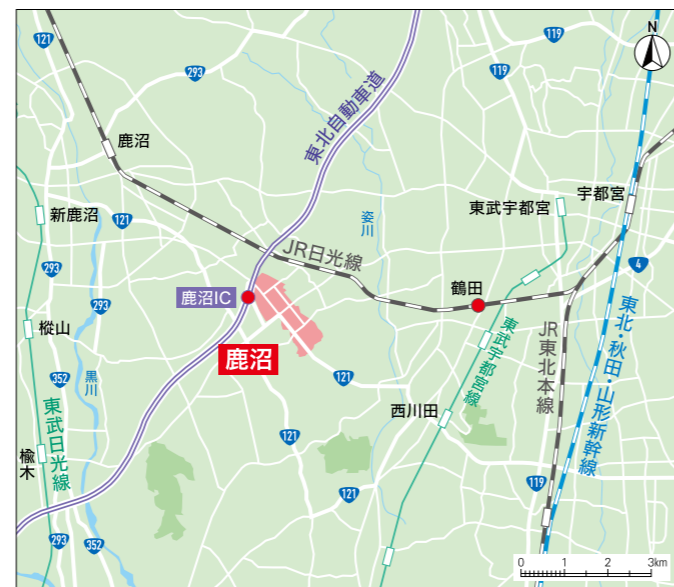 121
119
N
293
119
鹿沼
東北自動車道
宇都宮
新鹿沼
121
姿川
東武宇都宮
JR日光線
293
293
鶴田
4
鹿沼IC
樅山
鹿沼
東北・秋田・山形新幹線
東武宇都宮線
JR東北本線
352
黒川
121
東武日光線
西川田
121
楡木
119
121
293
352
0 1 2 3km